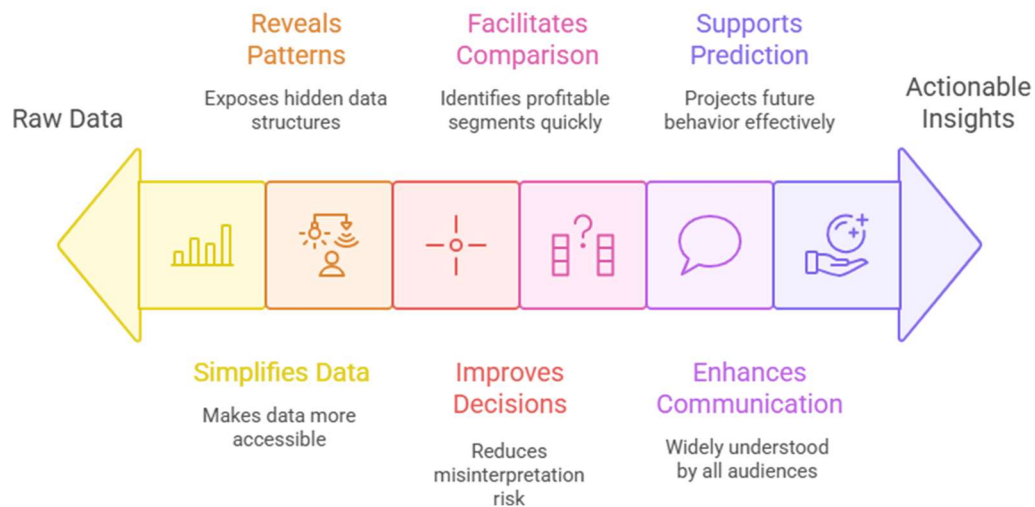 Reveals
Patterns
Exposes hidden data
structures
Facilitates
Comparison
Identifies profitable
segments quickly
Supports
Prediction
Projects future
behavior effectively
Raw Data
Actionable
Insights
?
Simplifies Data
Makes data more
accessible
Improves
Decisions
Reduces
misinterpretation
risk
Enhances
Communication
Widely understood
by all audiences